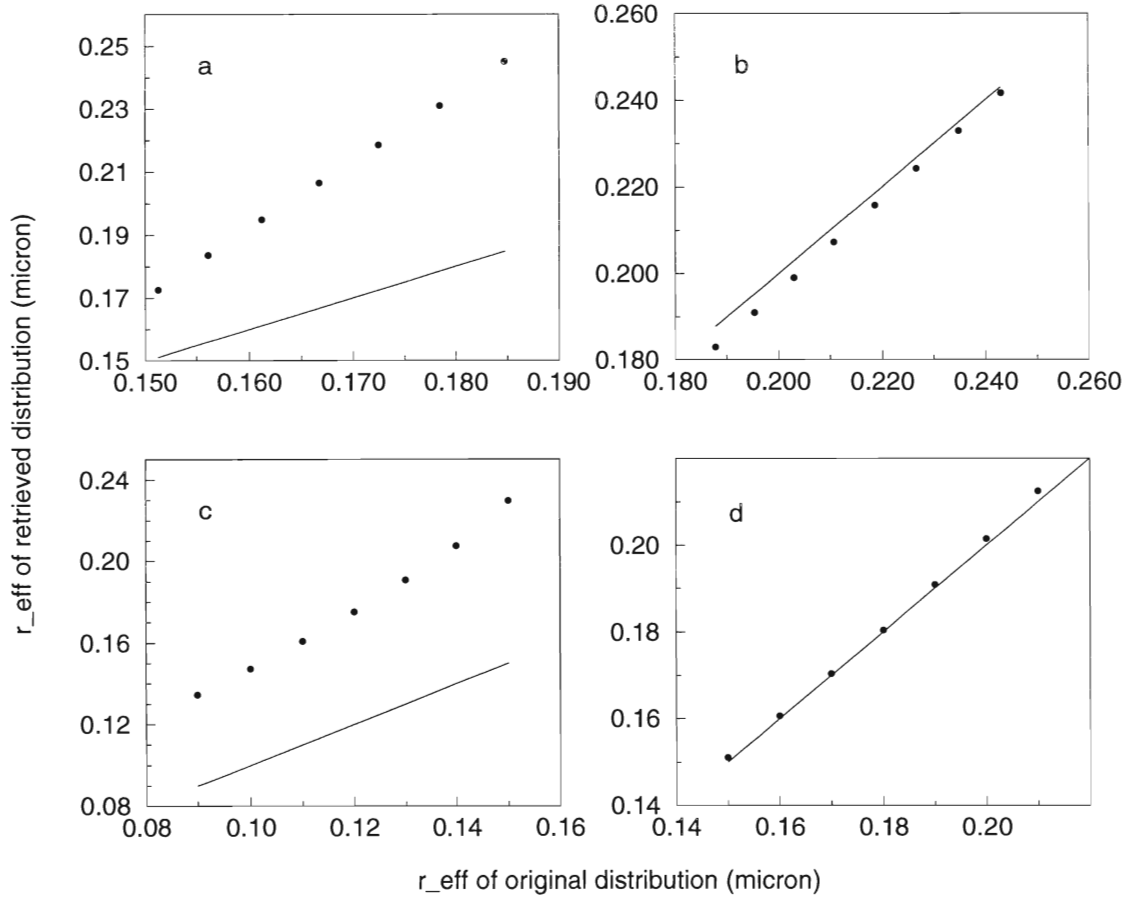 a
0.25
0.23
0.21
0.19
0.17
0.15
0.150 0.160 0.170 0.180 0.190
b
0.260
0.240
0.220
0.200
0.180
0.180 0.200 0.220 0.240 0.260
c
0.24
0.20
0.16
0.12
0.08
0.08 0.10 0.12 0.14 0.16
d
0.20
0.18
0.16
0.14
0.14 0.16 0.18 0.20
r_eff of retrieved distribution (micron)
r_eff of original distribution (micron)